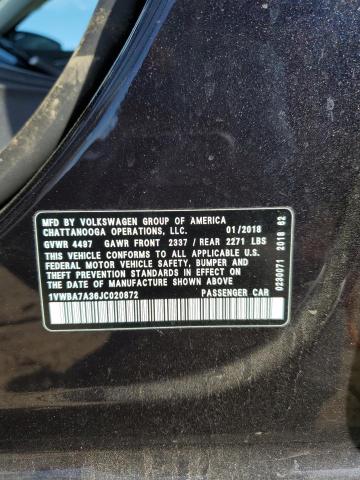 MFD BY VOLKSWAGEN GROUP OF AMERICA
CHATTANOOGA OPERATIONS, LLC. 01/2018
GVWR 4497 GAWR FRONT 2337 / REAR 2271 LBS
THIS VEHICLE CONFORMS TO ALL APPLICABLE U.S.
FEDERAL MOTOR VEHICLE SAFETY, BUMPER AND
THEFT PREVENTION STANDARDS IN EFFECT ON
THE DATE OF MANUFACTURE SHOWN ABOVE
1VWBA7A36JC020872 PASSENGER CAR
0230071 2018 82